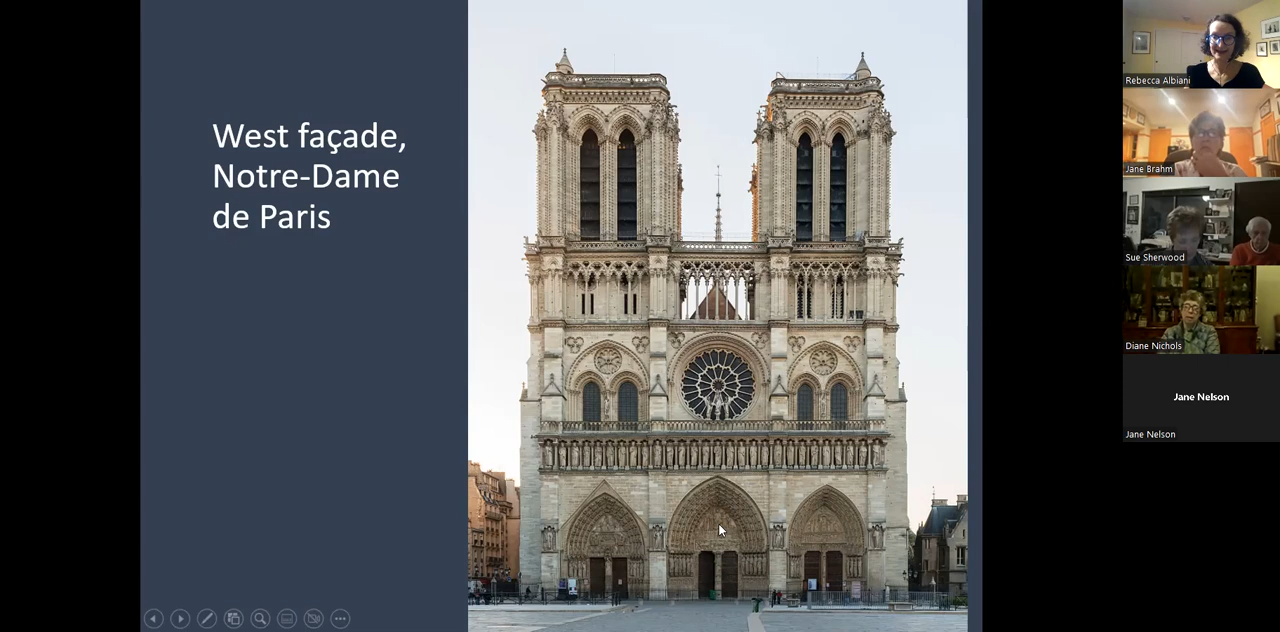 West façade,
Notre-Dame
de Paris
Rebecca Albiani
Jane Brahm
Sue Sherwood
Diane Nichols
Jane Nelson
Jane Nelson